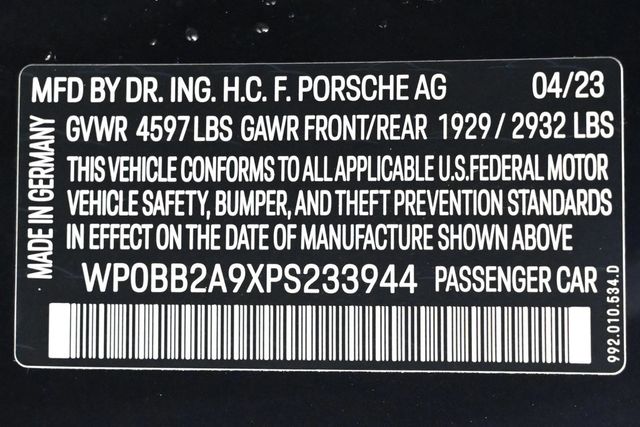 MFD BY DR. ING. H.C. F. PORSCHE AG 04/23
GVWR 4597 LBS GAWR FRONT/REAR 1929 / 2932 LBS
THIS VEHICLE CONFORMS TO ALL APPLICABLE U.S.FEDERAL MOTOR
VEHICLE SAFETY, BUMPER, AND THEFT PREVENTION STANDARDS
IN EFFECT ON THE DATE OF MANUFACTURE SHOWN ABOVE
WP0BB2A9XPS233944 PASSENGER CAR
MADE IN GERMANY
992.010.534.D